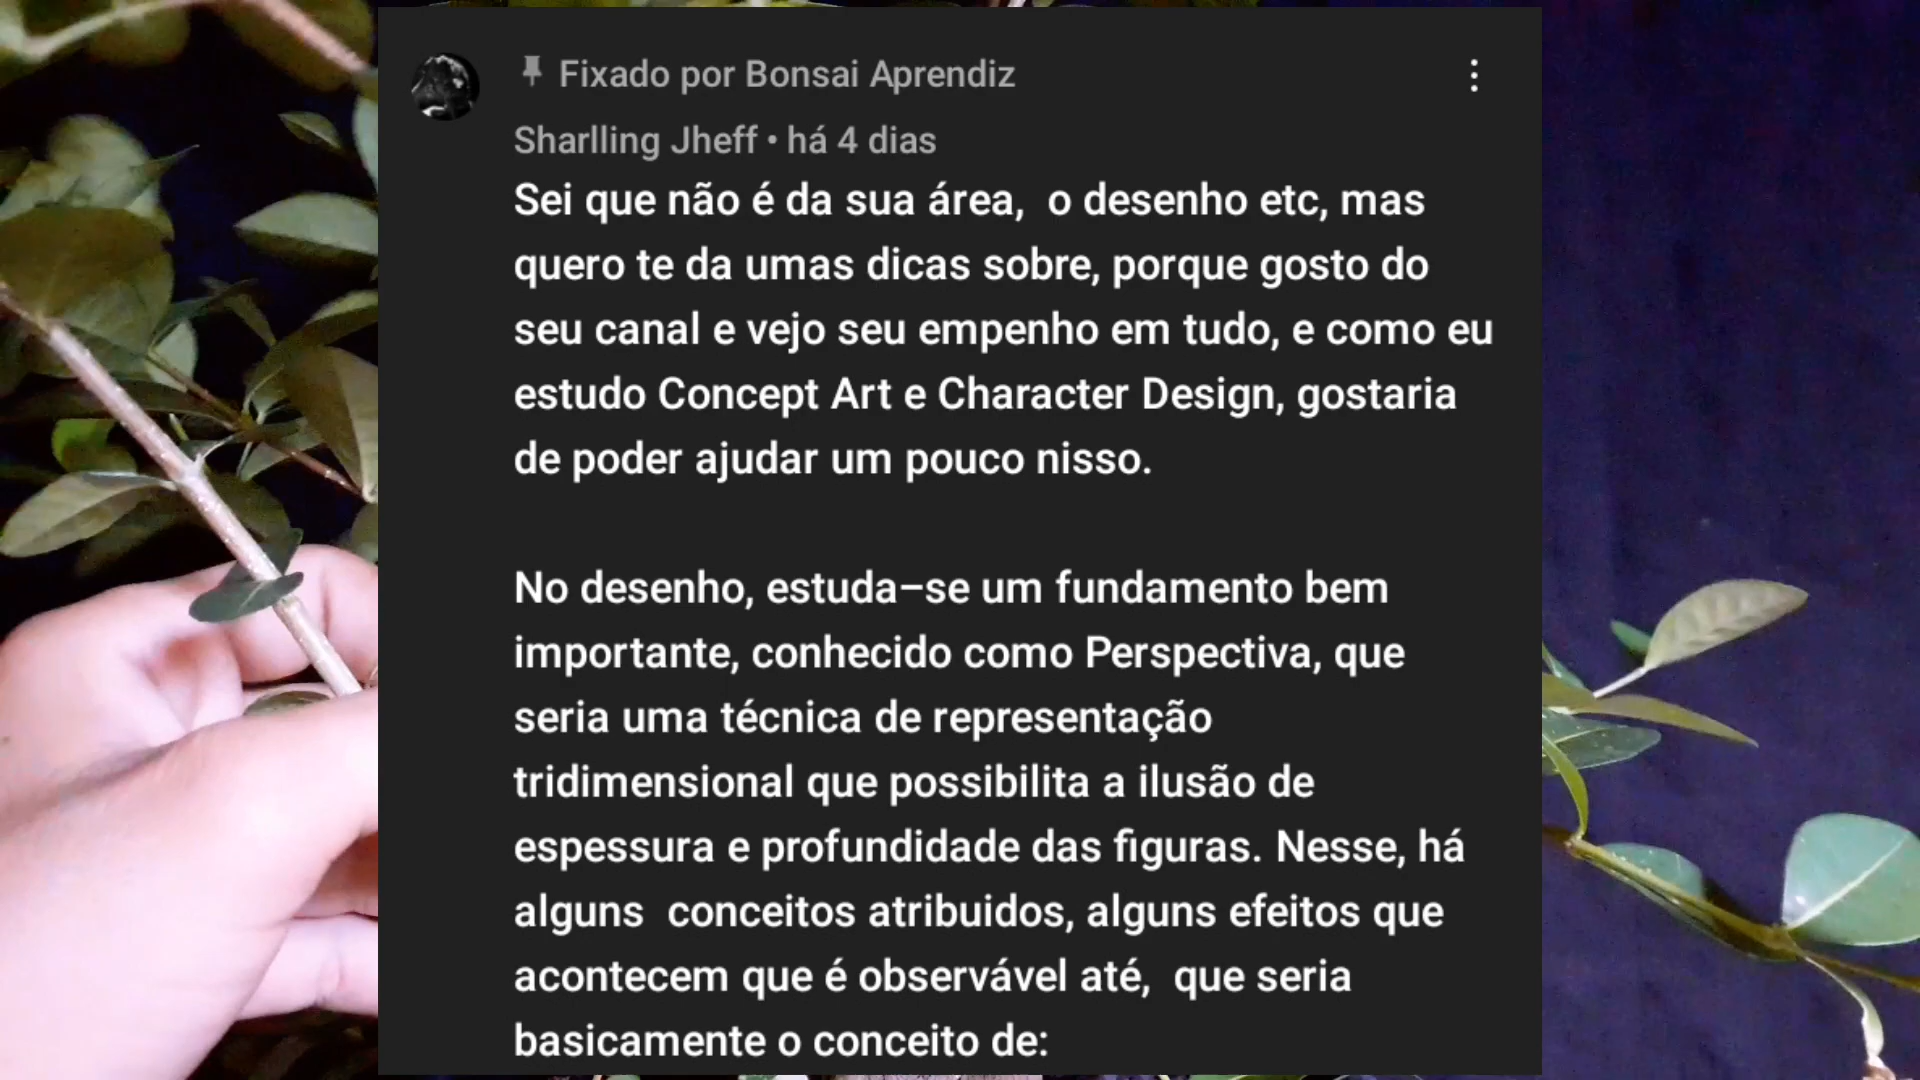 Fixado por Bonsai Aprendiz
Sharlling Jheff • há 4 dias
Sei que não é da sua área,  o desenho etc, mas
quero te da umas dicas sobre, porque gosto do
seu canal e vejo seu empenho em tudo, e como eu
estudo Concept Art e Character Design, gostaria
de poder ajudar um pouco nisso.
No desenho, estuda–se um fundamento bem
importante, conhecido como Perspectiva, que
seria uma técnica de representação
tridimensional que possibilita a ilusão de
espessura e profundidade das figuras. Nesse, há
alguns  conceitos atribuidos, alguns efeitos que
acontecem que é observável até,  que seria
basicamente o conceito de: